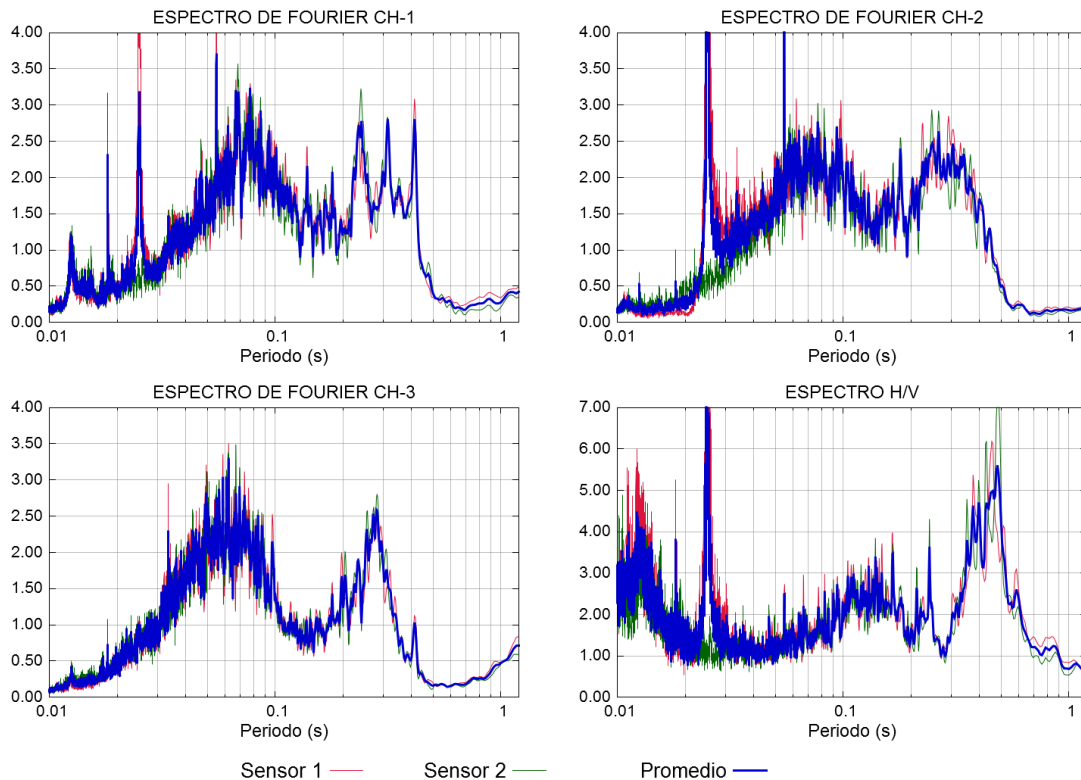 ESPECTRO DE FOURIER CH-1
4.00
3.50
3.00
2.50
2.00
1.50
1.00
0.50
0.00
0.01 0.1 1
Periodo (s)
ESPECTRO DE FOURIER CH-2
4.00
3.50
3.00
2.50
2.00
1.50
1.00
0.50
0.00
0.01 0.1 1
Periodo (s)
ESPECTRO DE FOURIER CH-3
4.00
3.50
3.00
2.50
2.00
1.50
1.00
0.50
0.00
0.01 0.1 1
Periodo (s)
ESPECTRO H/V
7.00
6.00
5.00
4.00
3.00
2.00
1.00
0.00
0.01 0.1 1
Periodo (s)
Sensor 1 Sensor 2 Promedio